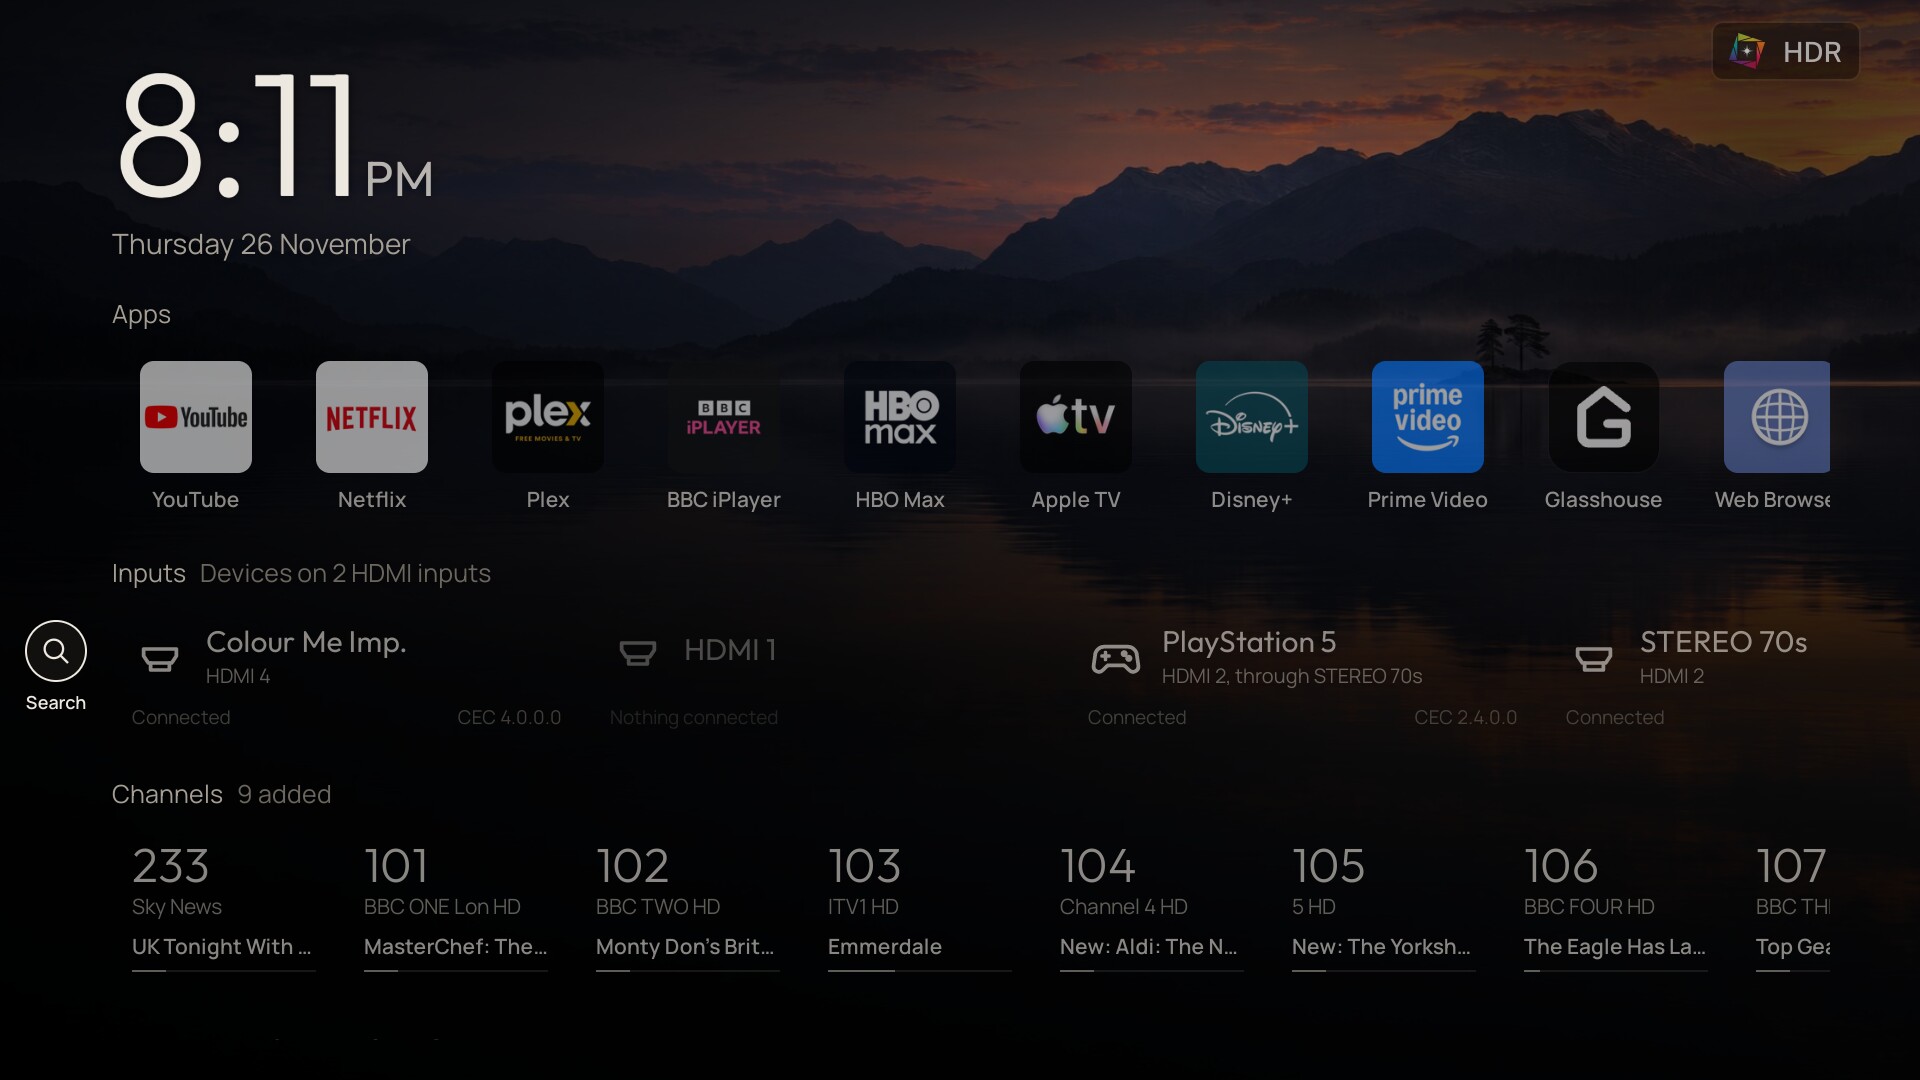 HDR
8:11 PM
Thursday 26 November
Apps
YouTube
NETFLIX
plex
FREE MOVIES & TV
BBC
iPLAYER
HBO
max
tv
Disney+
prime
video
YouTube
Netflix
Plex
BBC iPlayer
HBO Max
Apple TV
Disney+
Prime Video
Glasshouse
Web Browse
Inputs Devices on 2 HDMI inputs
Search
Colour Me Imp.
HDMI 4
Connected
CEC 4.0.0.0
HDMI 1
Nothing connected
PlayStation 5
HDMI 2, through STEREO 70s
Connected
CEC 2.4.0.0
STEREO 70s
HDMI 2
Connected
Channels 9 added
233
Sky News
UK Tonight With ...
101
BBC ONE Lon HD
MasterChef: The...
102
BBC TWO HD
Monty Don's Brit...
103
ITV1 HD
Emmerdale
104
Channel 4 HD
New: Aldi: The N...
105
5 HD
New: The Yorksh...
106
BBC FOUR HD
The Eagle Has La...
107
BBC TH
Top Gea